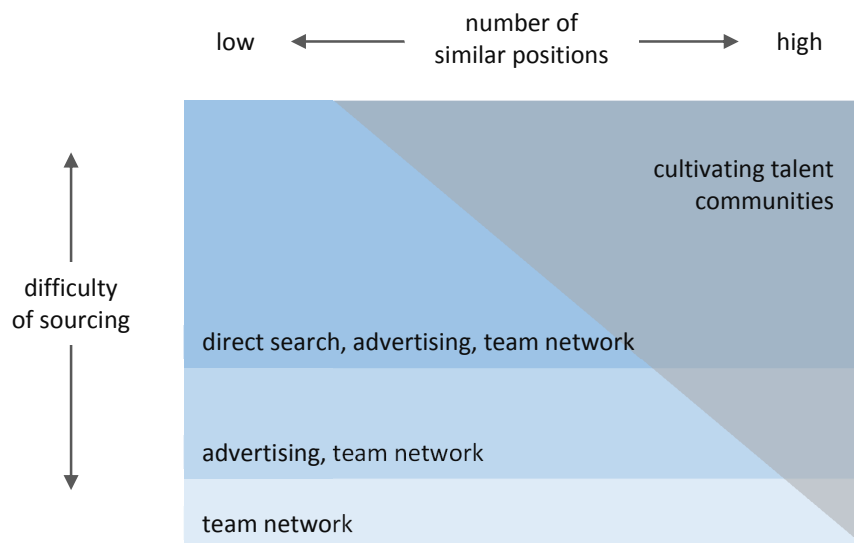 number of
low
similar positions
high
cultivating talent
communities
difficulty
of sourcing
direct search, advertising, team network
advertising, team network
team network